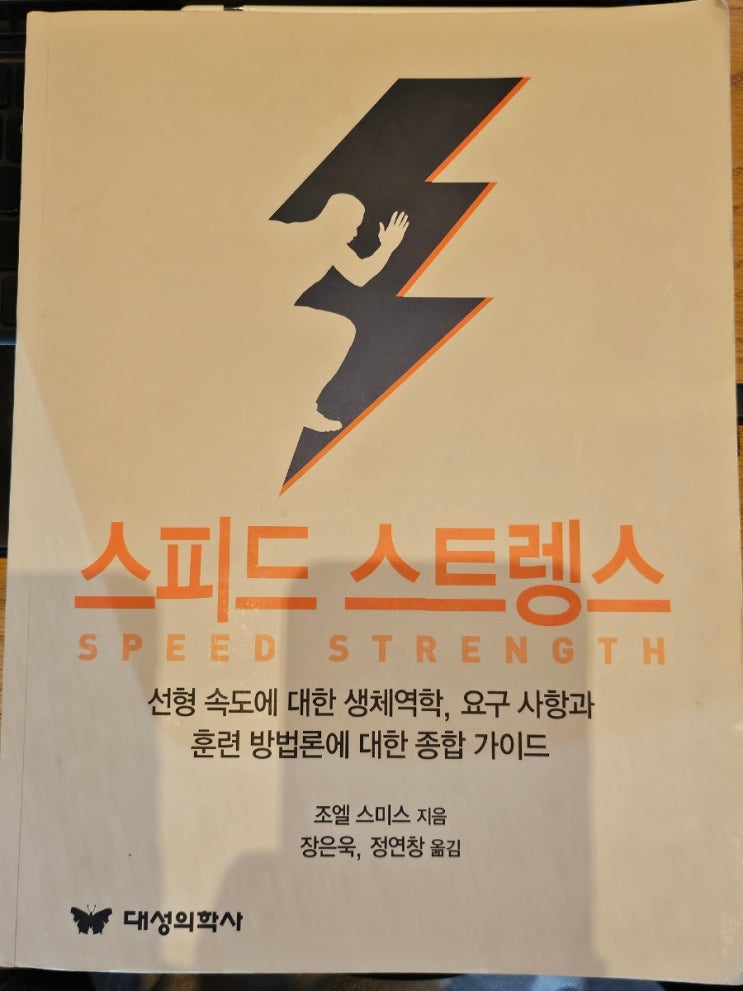 스피드 스트렝스
SPEED STRENGTH
선형 속도에 대한 생체역학, 요구 사항과
훈련 방법론에 대한 종합 가이드
조엘 스미스 지음
장은욱, 정연창 옮김
대성의학사